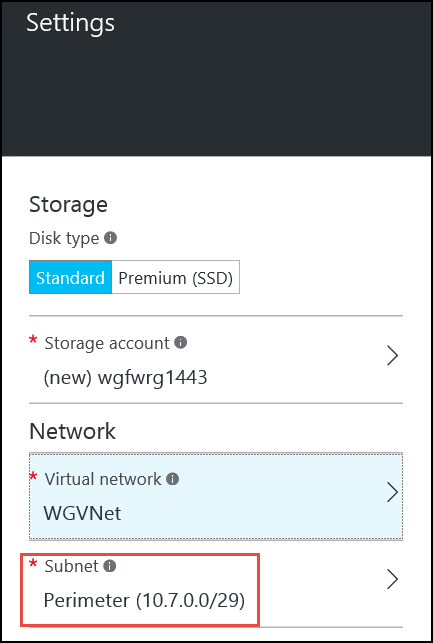 Settings
Storage
Disk type
Standard Premium (SSD)
* Storage account
(new) wgfwrg1443
Network
* Virtual network
WGVNet
* Subnet
Perimeter (10.7.0.0/29)